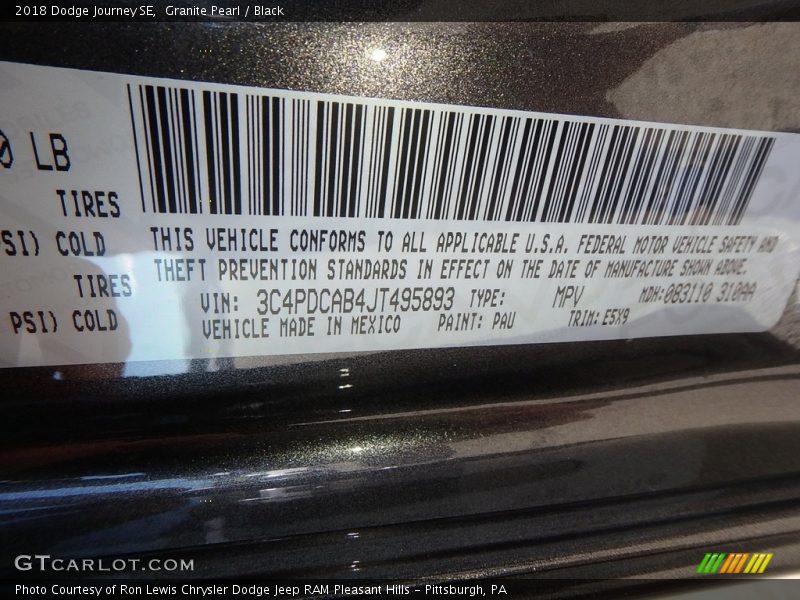 2018 Dodge Journey SE, Granite Pearl / Black
LB
TIRES
SI) COLD
TIRES
PSI) COLD
THIS VEHICLE CONFORMS TO ALL APPLICABLE U.S.A. FEDERAL MOTOR VEHICLE SAFETY AND
THEFT PREVENTION STANDARDS IN EFFECT ON THE DATE OF MANUFACTURE SHOWN ABOVE.
VIN: 3C4PDCAB4JT495893 TYPE: MPV MDH: 083110 310AA
VEHICLE MADE IN MEXICO PAINT: PAU TRIM: E5X9
GTCARLOT.COM
Photo Courtesy of Ron Lewis Chrysler Dodge Jeep RAM Pleasant Hills - Pittsburgh, PA